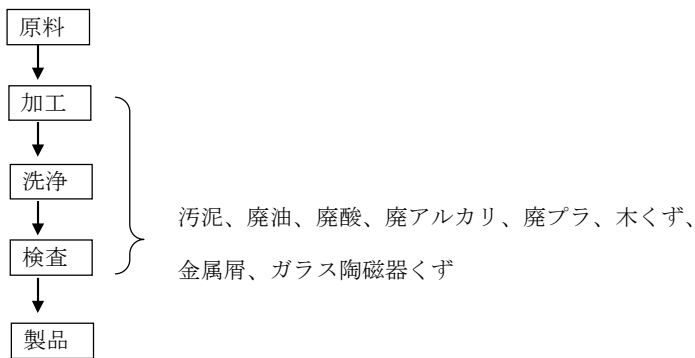 原料
加工
洗浄
検査
汚泥、廃油、廃酸、廃アルカリ、廃プラ、木くず、
金属屑、ガラス陶磁器くず
製品